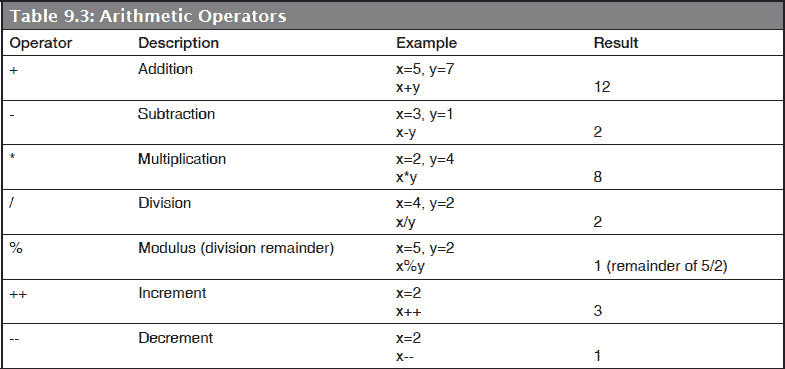 Table 9.3: Arithmetic Operators
Operator Description Example Result
+ Addition x=5, y=7
x+y 12
- Subtraction x=3, y=1
x-y 2
* Multiplication x=2, y=4
x*y 8
/ Division x=4, y=2
x/y 2
% Modulus (division remainder) x=5, y=2
x%y 1 (remainder of 5/2)
++ Increment x=2
x++ 3
-- Decrement x=2
x-- 1